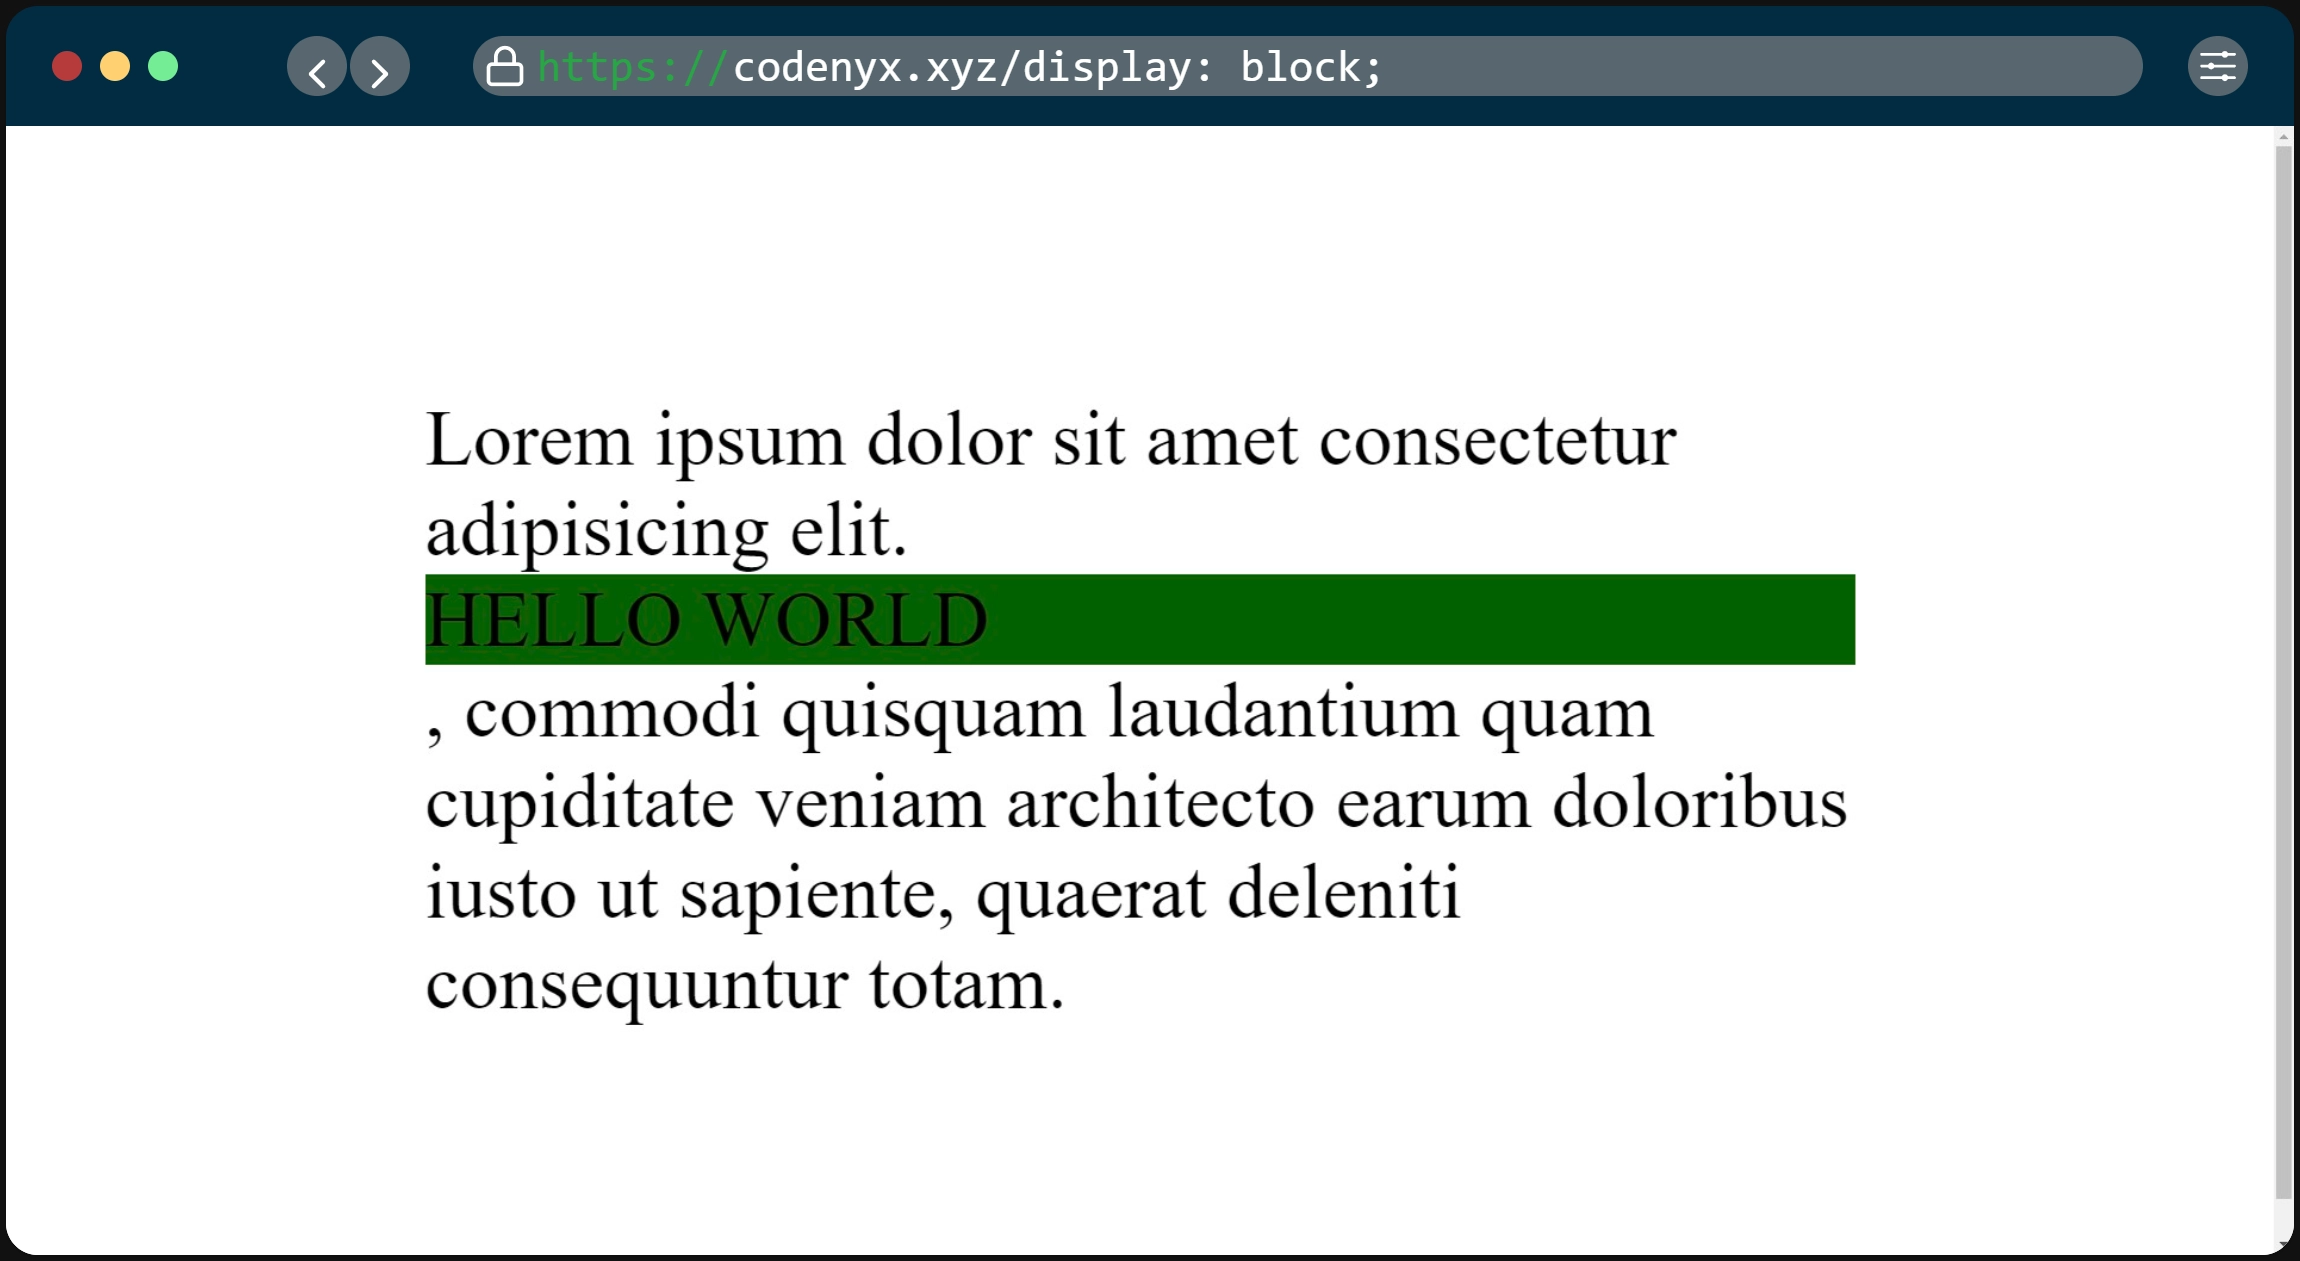 https://codenyx.xyz/display: block;
Lorem ipsum dolor sit amet consectetur
adipisicing elit.
HELLO WORLD
, commodi quisquam laudantium quam
cupiditate veniam architecto earum doloribus
iusto ut sapiente, quaerat deleniti
consequuntur totam.